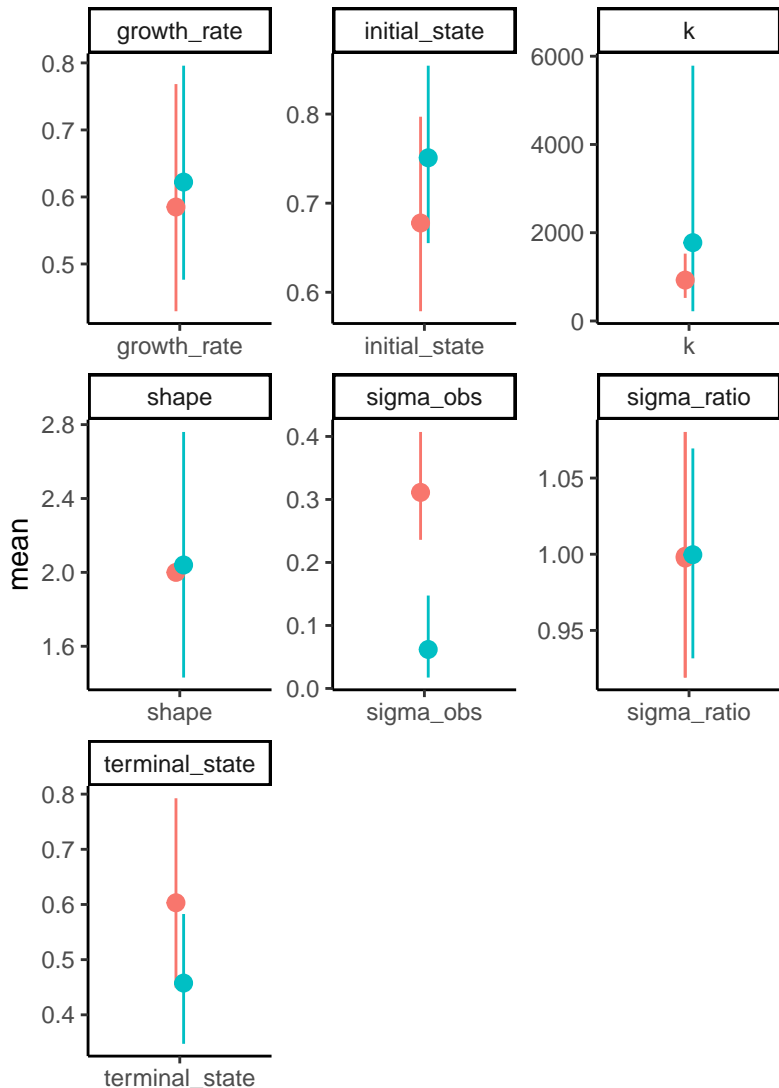 growth_rate
initial_state
k
0.8
0.7
0.6
0.5
0.8
0.7
0.6
6000
4000
2000
0
growth_rate
initial_state
k
shape
sigma_obs
sigma_ratio
mean
2.8
2.4
2.0
1.6
0.4
0.3
0.2
0.1
0.0
1.05
1.00
0.95
shape
sigma_obs
sigma_ratio
terminal_state
0.8
0.7
0.6
0.5
0.4
terminal_state